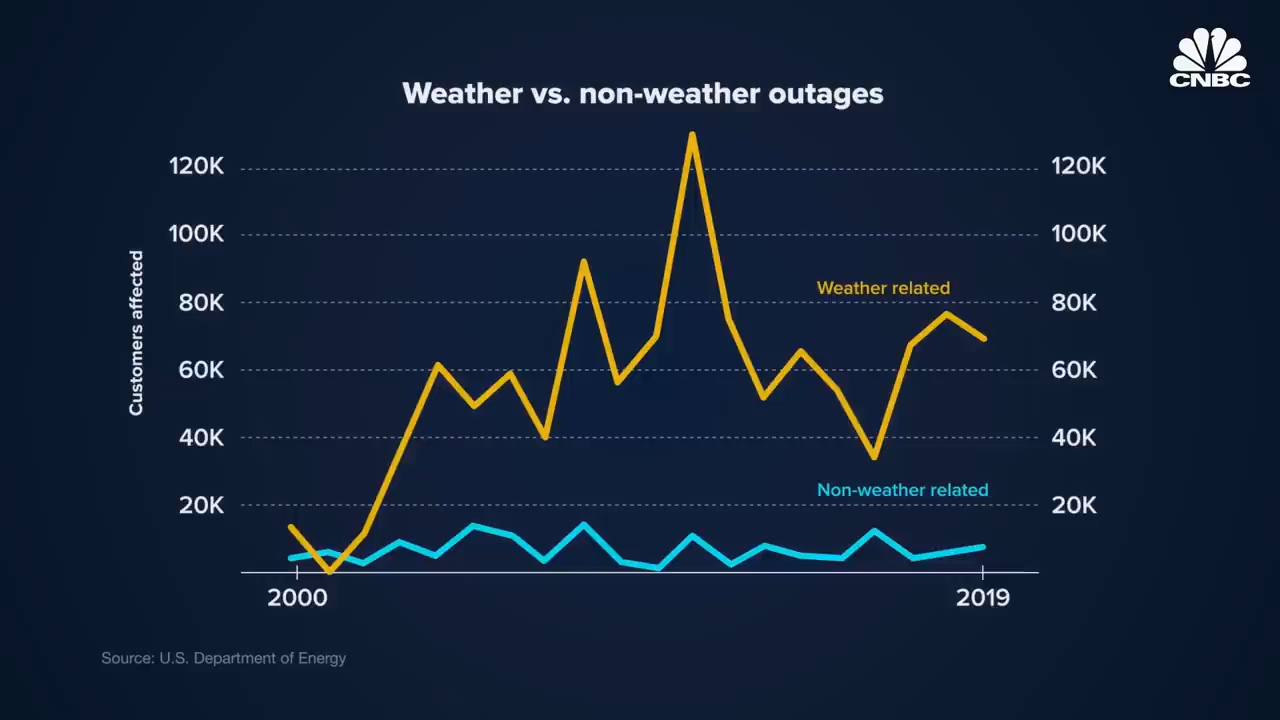 CNBC
Weather vs. non-weather outages
120K 120K
100K 100K
Customers affected
Weather related
80K 80K
60K 60K
40K 40K
Non-weather related
20K 20K
2000 2019
Source: U.S. Department of Energy